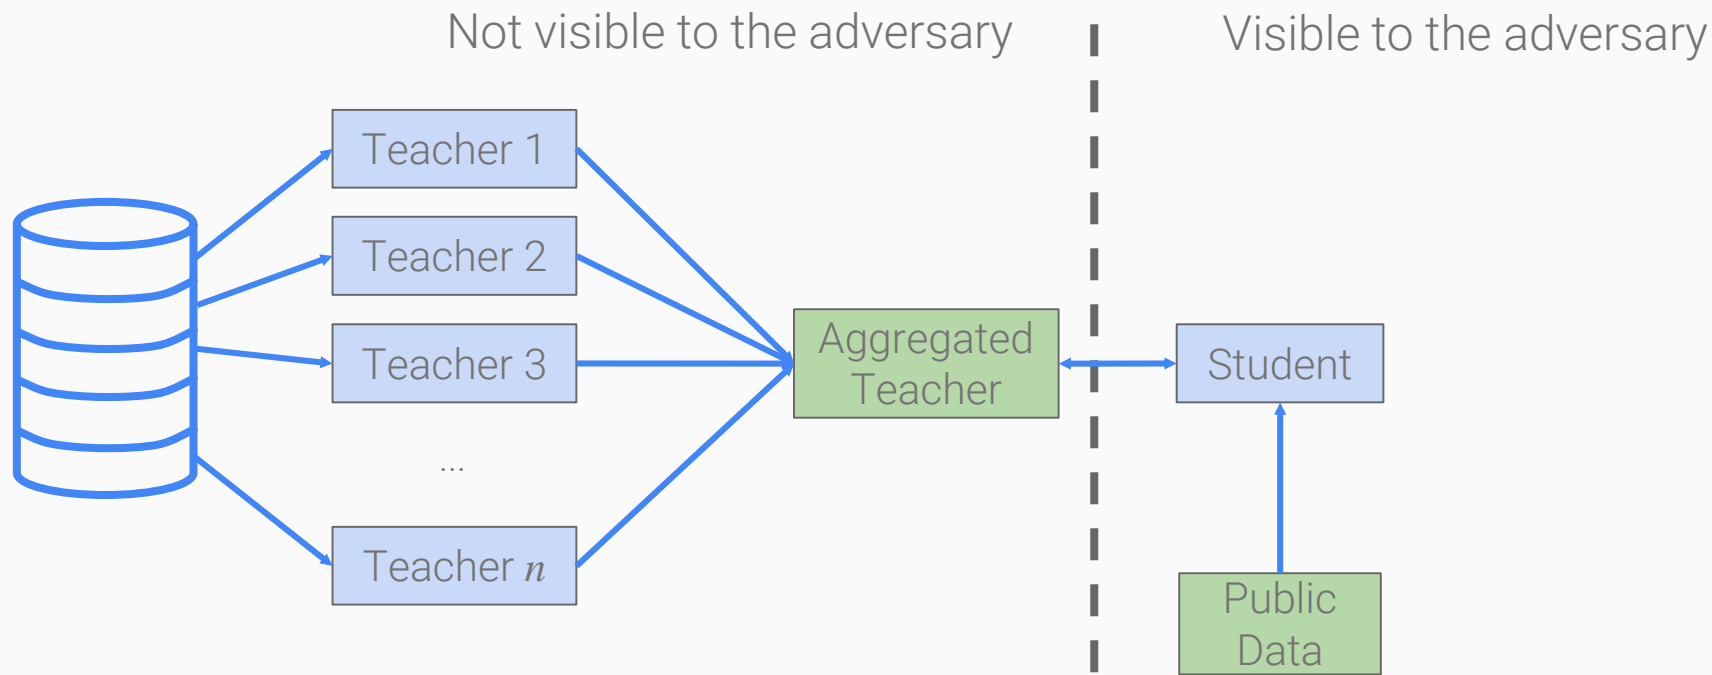 Not visible to the adversary
Visible to the adversary
Teacher 1
Teacher 2
Teacher 3
...
Teacher n
Aggregated
Teacher
Student
Public
Data